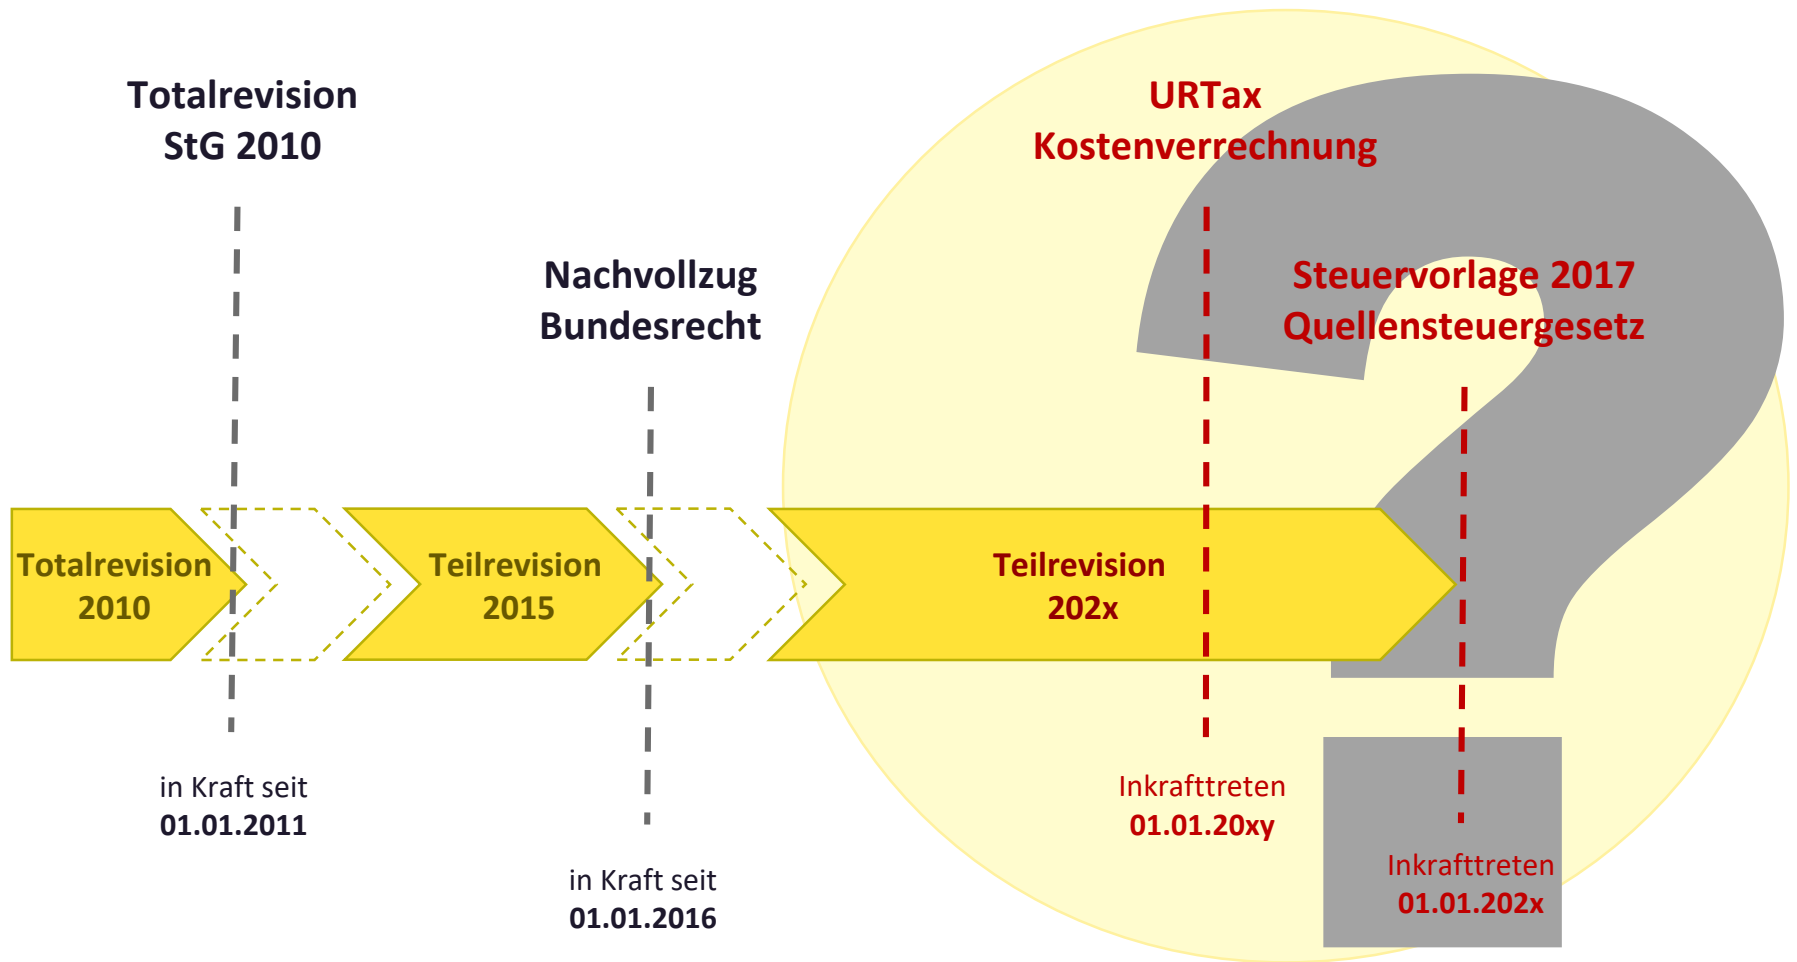 Totalrevision
StG 2010
URTax
Kostenverrechnung
Nachvollzug
Bundesrecht
Steuervorlage 2017
Quellensteuergesetz
Totalrevision
2010
Teilrevision
2015
Teilrevision
202x
in Kraft seit
01.01.2011
in Kraft seit
01.01.2016
Inkrafttreten
01.01.20xy
Inkrafttreten
01.01.202x
?